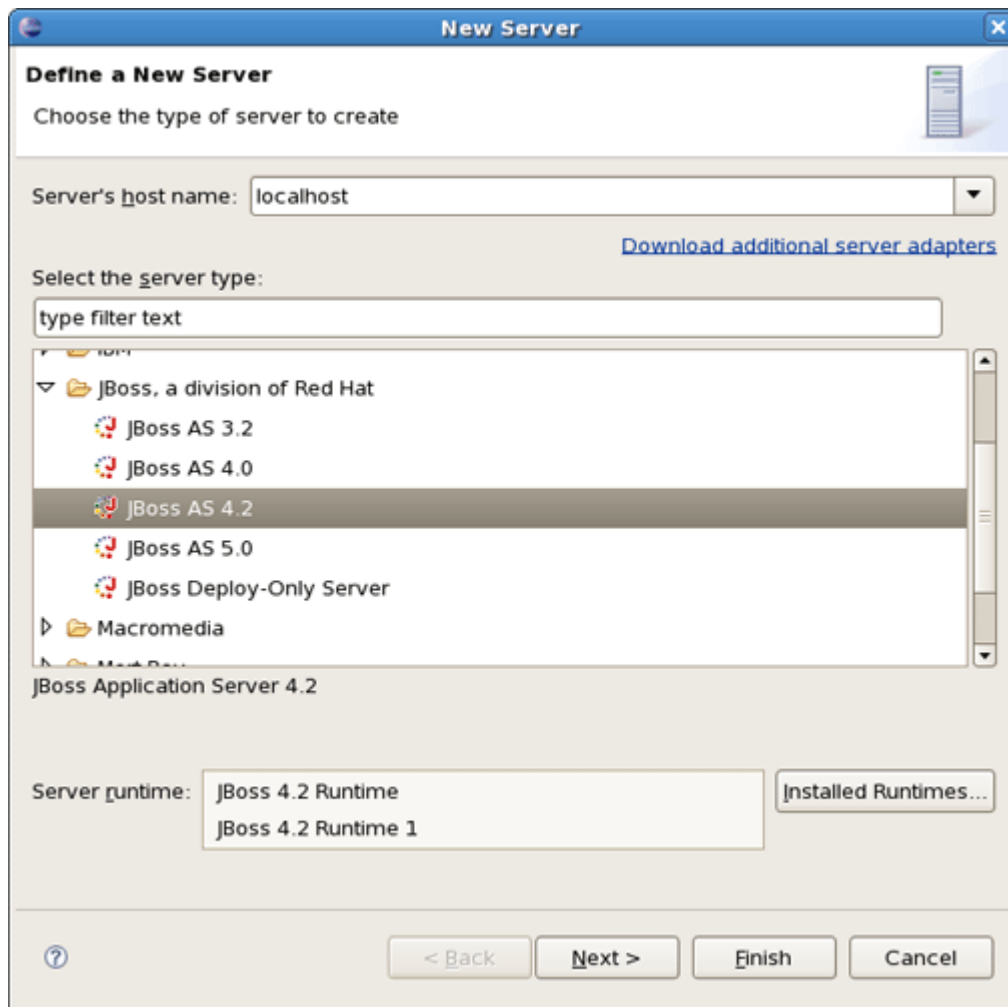 New Server
Define a New Server
Choose the type of server to create
Server's host name: localhost
Download additional server adapters
Select the server type:
type filter text
IBM
JBoss, a division of Red Hat
JBoss AS 3.2
JBoss AS 4.0
JBoss AS 4.2
JBoss AS 5.0
JBoss Deploy-Only Server
Macromedia
JBoss Application Server 4.2
Server runtime: JBoss 4.2 Runtime Installed Runtimes...
JBoss 4.2 Runtime 1
< Back Next > Finish Cancel